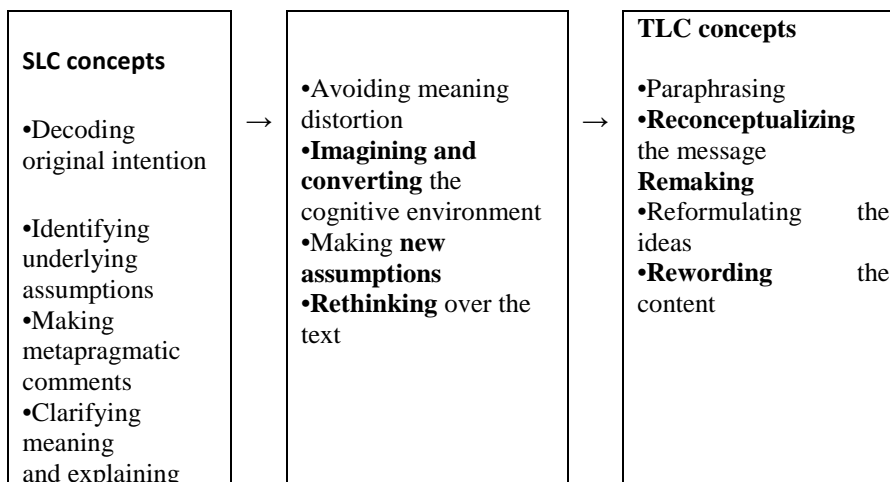 SLC concepts
•Decoding
original intention
•Identifying
underlying
assumptions
•Making
metapragmatic
comments
•Clarifying
meaning
and explaining
→
•Avoiding meaning
distortion
•Imagining and
converting the
cognitive environment
•Making new
assumptions
•Rethinking over the
text
→
TLC concepts
•Paraphrasing
•Reconceptualizing
the message
Remaking
•Reformulating the
ideas
•Rewording the
content